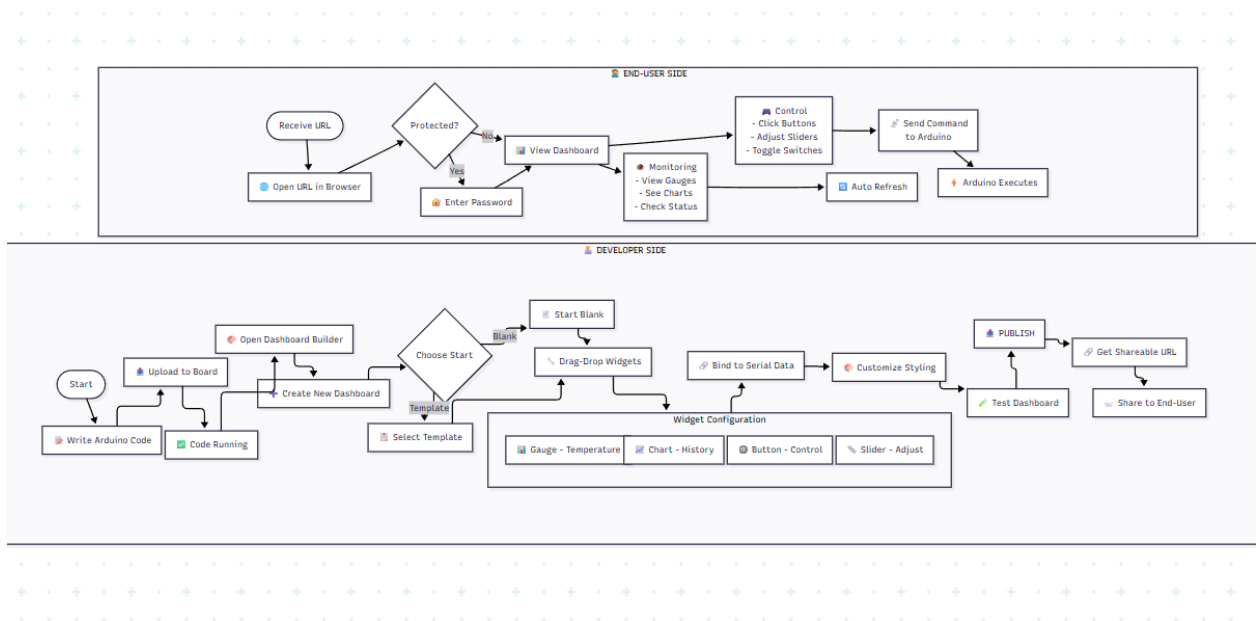 END-USER SIDE
Receive URL
Open URL in Browser
Protected?
No
Yes
Enter Password
View Dashboard
Control
- Click Buttons
- Adjust Sliders
- Toggle Switches
Monitoring
- View Gauges
- See Charts
- Check Status
Send Command
to Arduino
Arduino Executes
Auto Refresh
DEVELOPER SIDE
Start
Write Arduino Code
Upload to Board
Code Running
Open Dashboard Builder
Create New Dashboard
Choose Start
Blank
Template
Start Blank
Select Template
Drag-Drop Widgets
Widget Configuration
Gauge - Temperature
Chart - History
Button - Control
Slider - Adjust
Bind to Serial Data
Customize Styling
Test Dashboard
PUBLISH
Get Shareable URL
Share to End-User